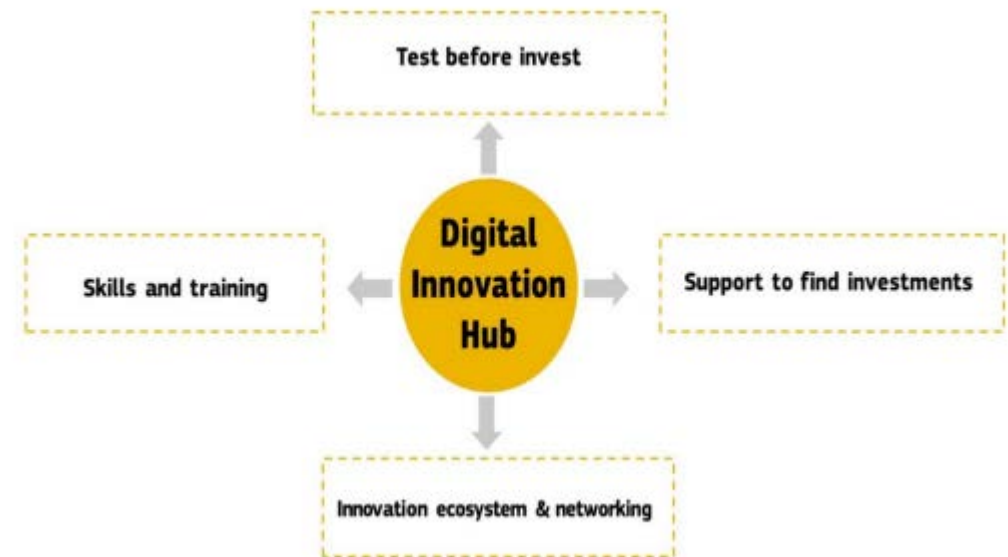 Test before invest
Digital
Innovation
Hub
Skills and training
Support to find investments
Innovation ecosystem & networking